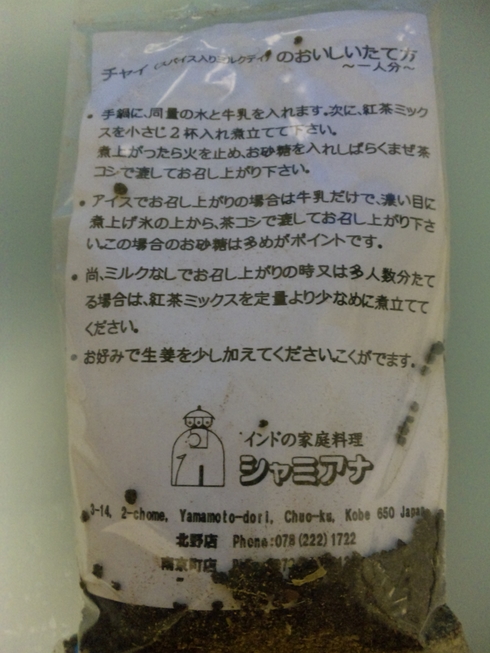 チャイ(スパイス入りミルクティ)のおいしいたて方
～一人分～
• 手鍋に、同量の水と牛乳を入れます。次に、紅茶ミック
スを小さじ2杯入れ煮立てて下さい。
煮上がったら火を止め、お砂糖を入れしばらくまぜ茶
コシで漉してお召し上がり下さい。
• アイスでお召し上がりの場合は牛乳だけで、濃い目に
煮上げ氷の上から、茶コシで漉してお召し上がり下さ
い。この場合のお砂糖は多めがポイントです。
• 尚、ミルクなしでお召し上がりの時又は多人数分たて
る場合は、紅茶ミックスを定量より少なめに煮立てて
ください。
• お好みで生姜を少し加えてください。こくがでます。
インドの家庭料理
シャミアナ
3-14, 2-chome, Yamamoto-dori, Chuo-ku, Kobe 650 Japan
北野店 Phone:078(222)1722
南京町店